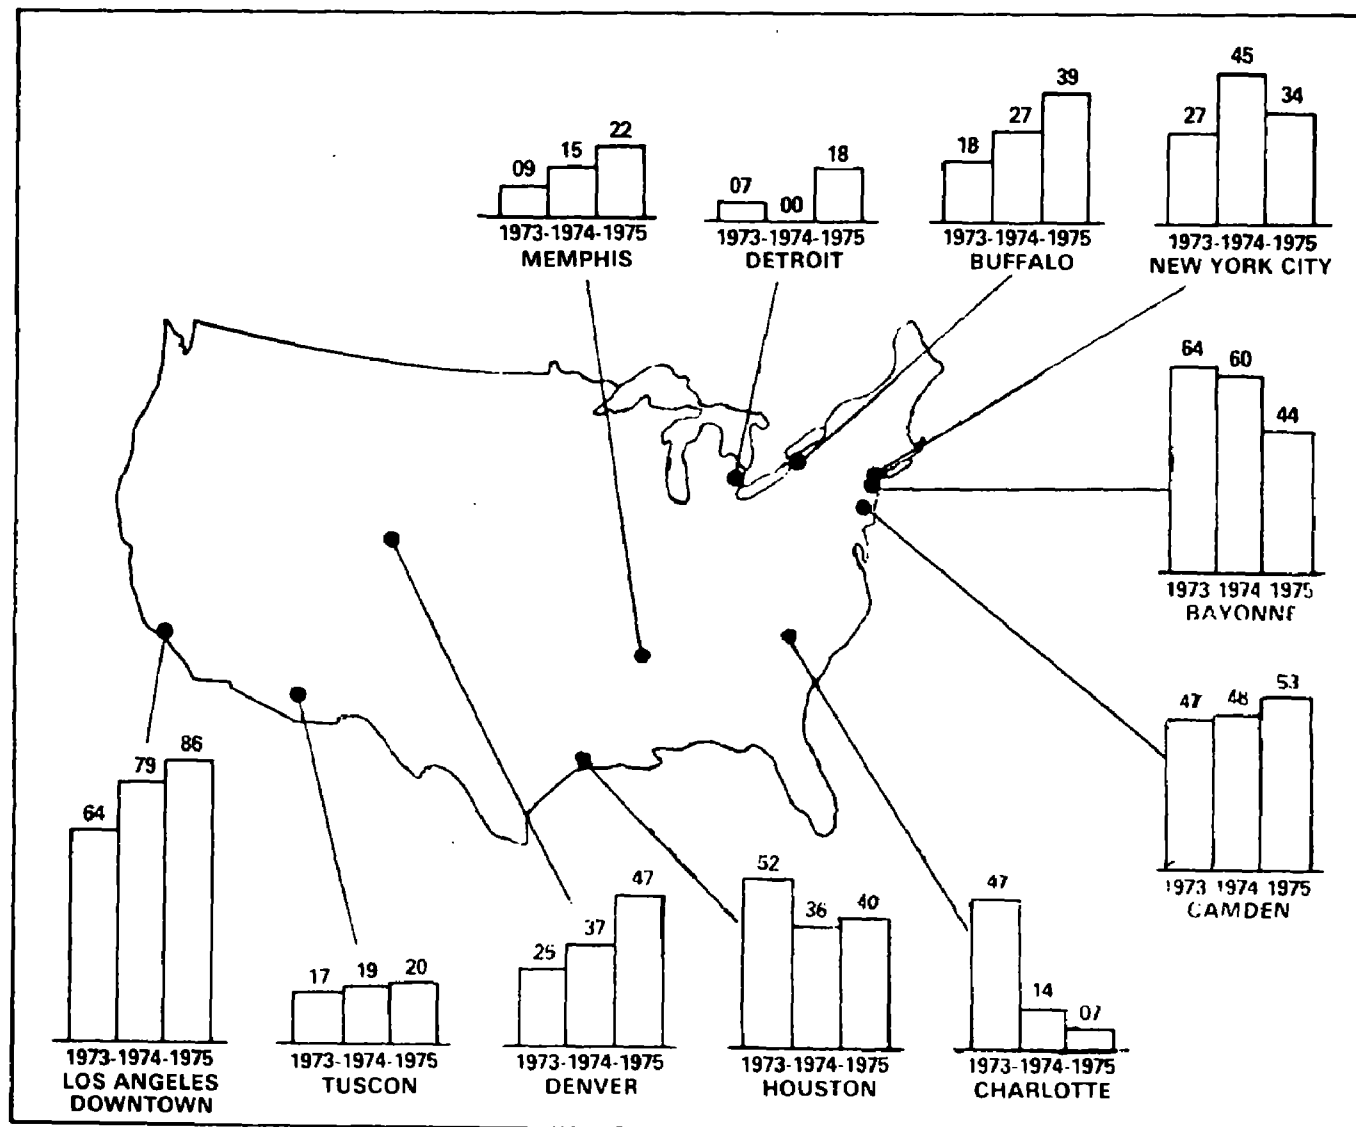 09 15 22
1973-1974-1975
MEMPHIS
07 00 18
1973-1974-1975
DETROIT
18 27 39
1973-1974-1975
BUFFALO
27 45 34
1973-1974-1975
NEW YORK CITY
64 60 44
1973 1974 1975
BAYONNE
47 48 53
1973 1974 1975
CAMDEN
64 79 86
1973-1974-1975
LOS ANGELES
DOWNTOWN
17 19 20
1973-1974-1975
TUSCON
25 37 47
1973-1974-1975
DENVER
52 36 40
1973-1974-1975
HOUSTON
47 14 07
1973-1974-1975
CHARLOTTE